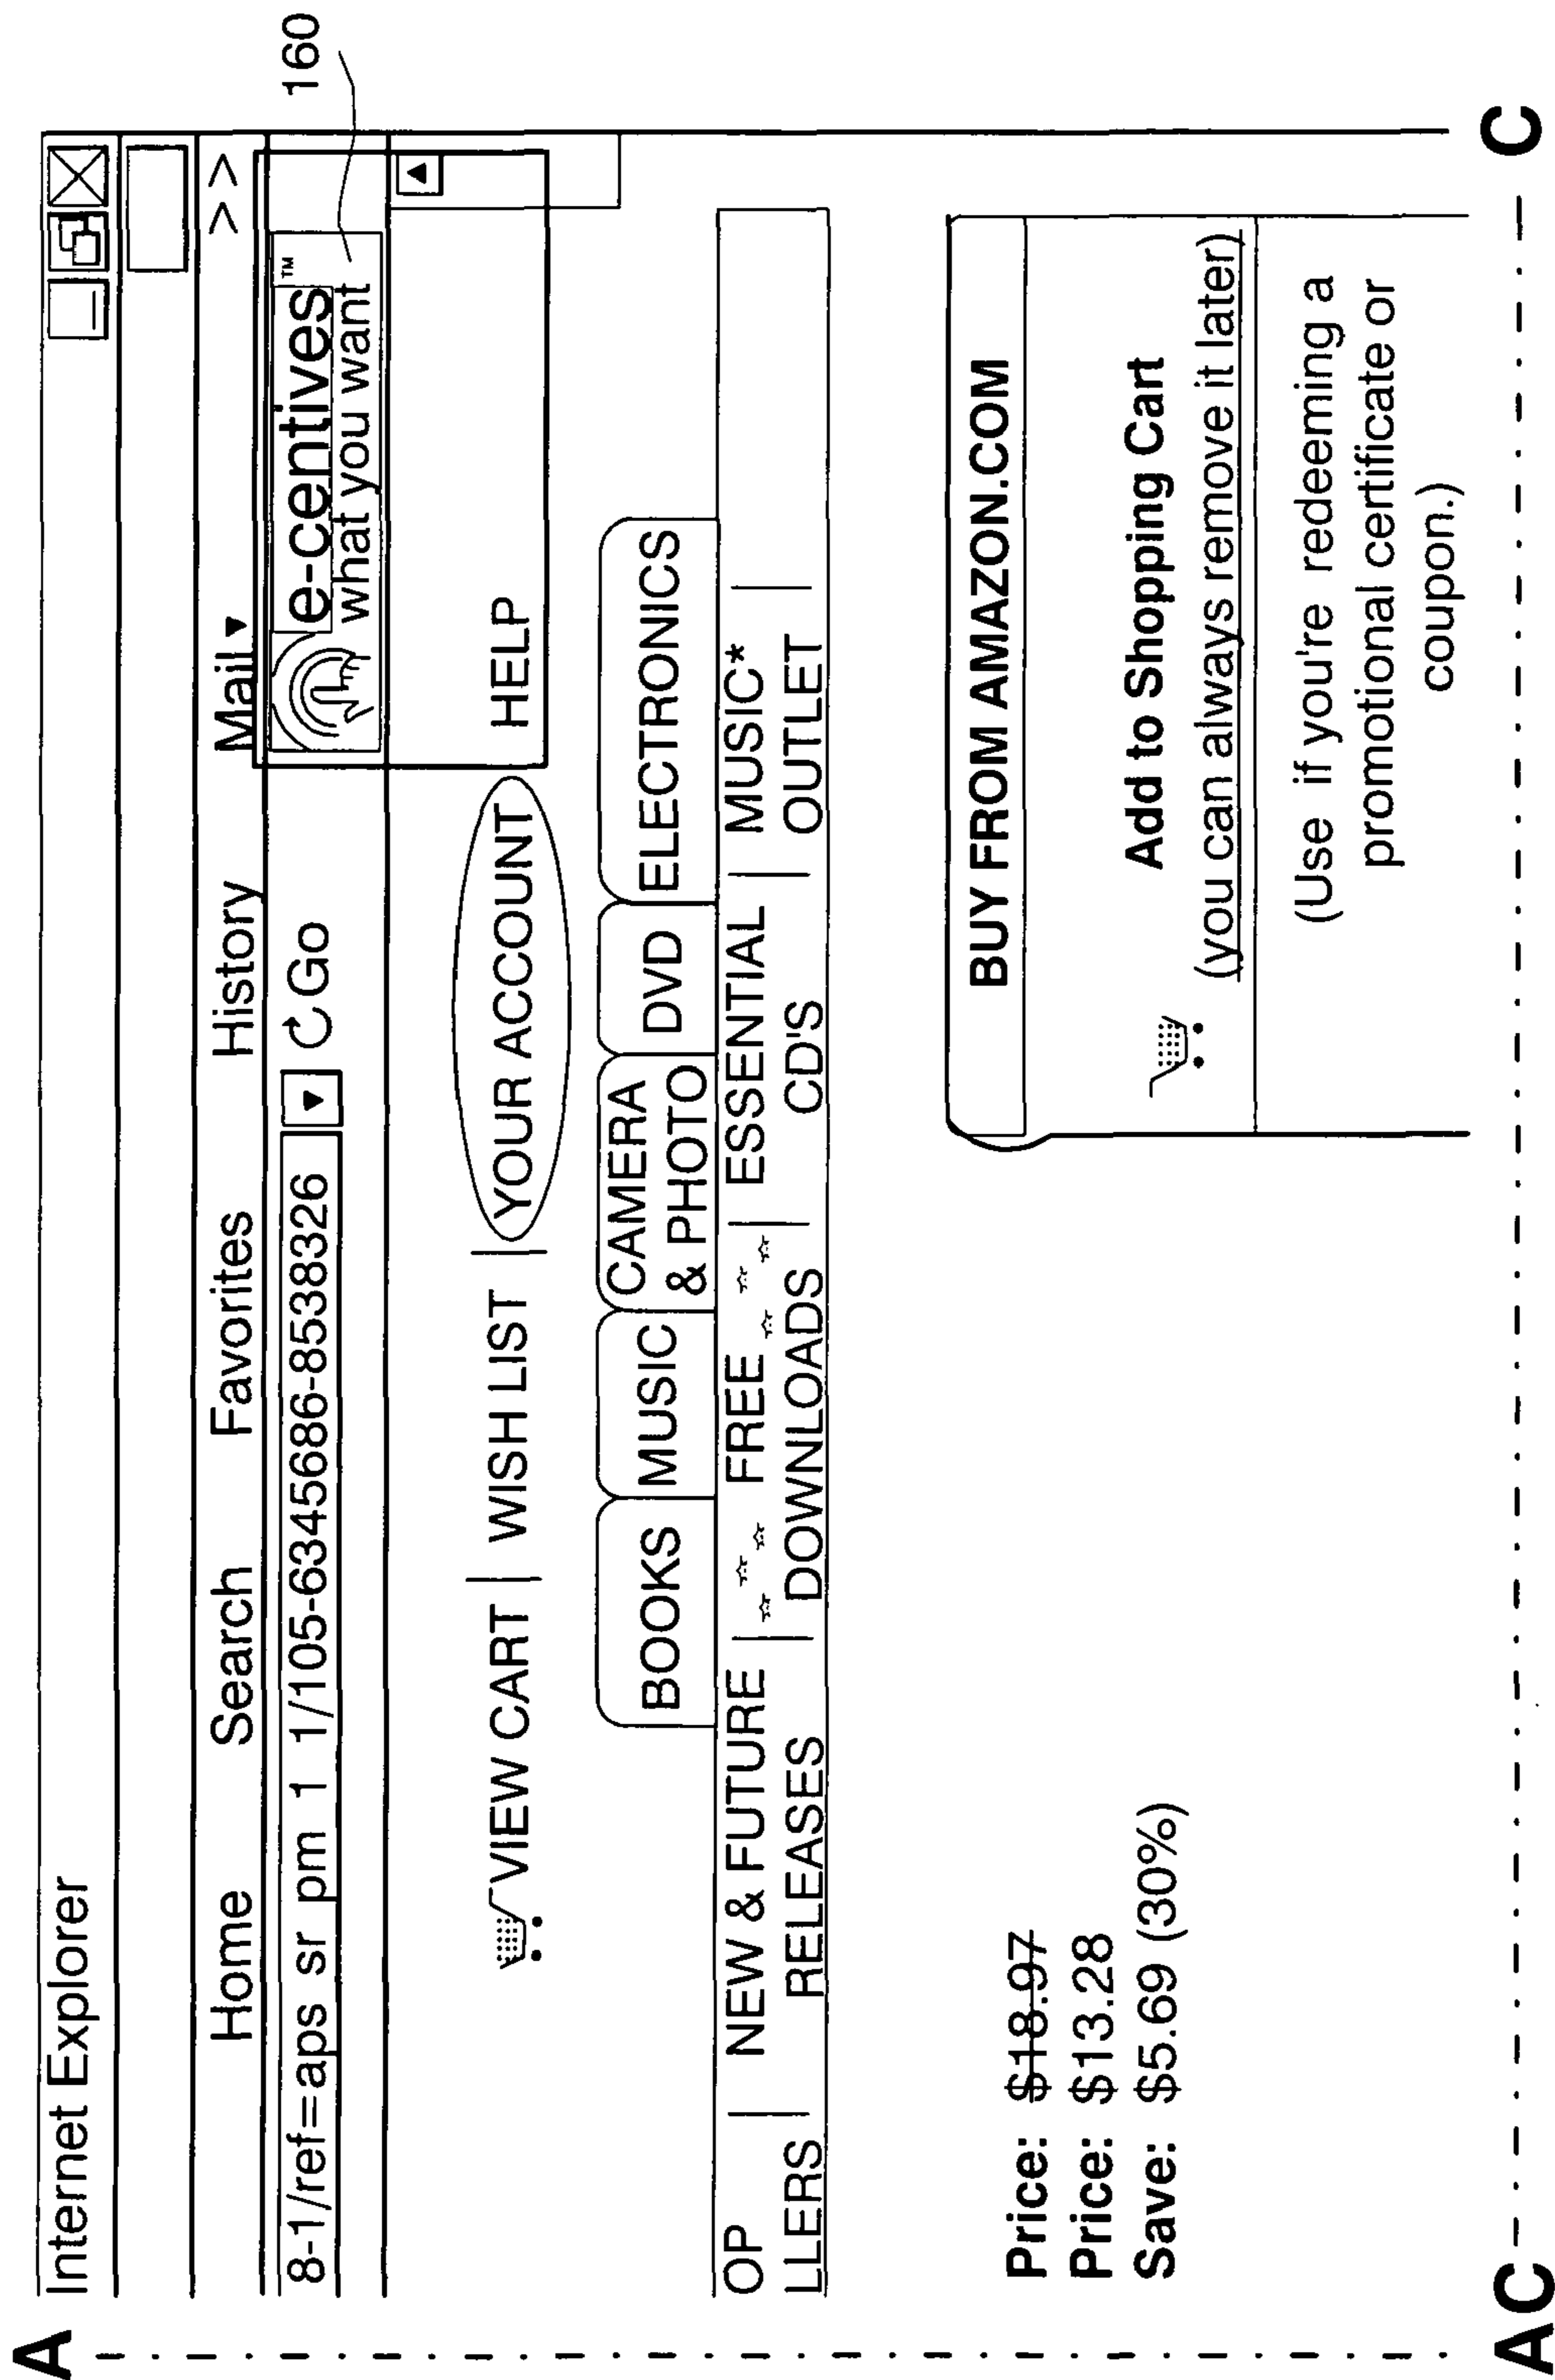 A
Internet Explorer
Home Search Favorites History Mail >>
8-1/ref=aps sr pm 1 1/105-6345686-8538326 Go
e-centives™
what you want
160
VIEW CART | WISH LIST | YOUR ACCOUNT HELP
BOOKS MUSIC CAMERA & PHOTO DVD ELECTRONICS
OP | NEW & FUTURE | FREE | ESSENTIAL | MUSIC* |
LLERS RELEASES DOWNLOADS CD'S OUTLET
Price: $18.97
Price: $13.28
Save: $5.69 (30%)
BUY FROM AMAZON.COM
Add to Shopping Cart
(you can always remove it later)
(Use if you're redeeming a
promotional certificate or
coupon.)
AC
C